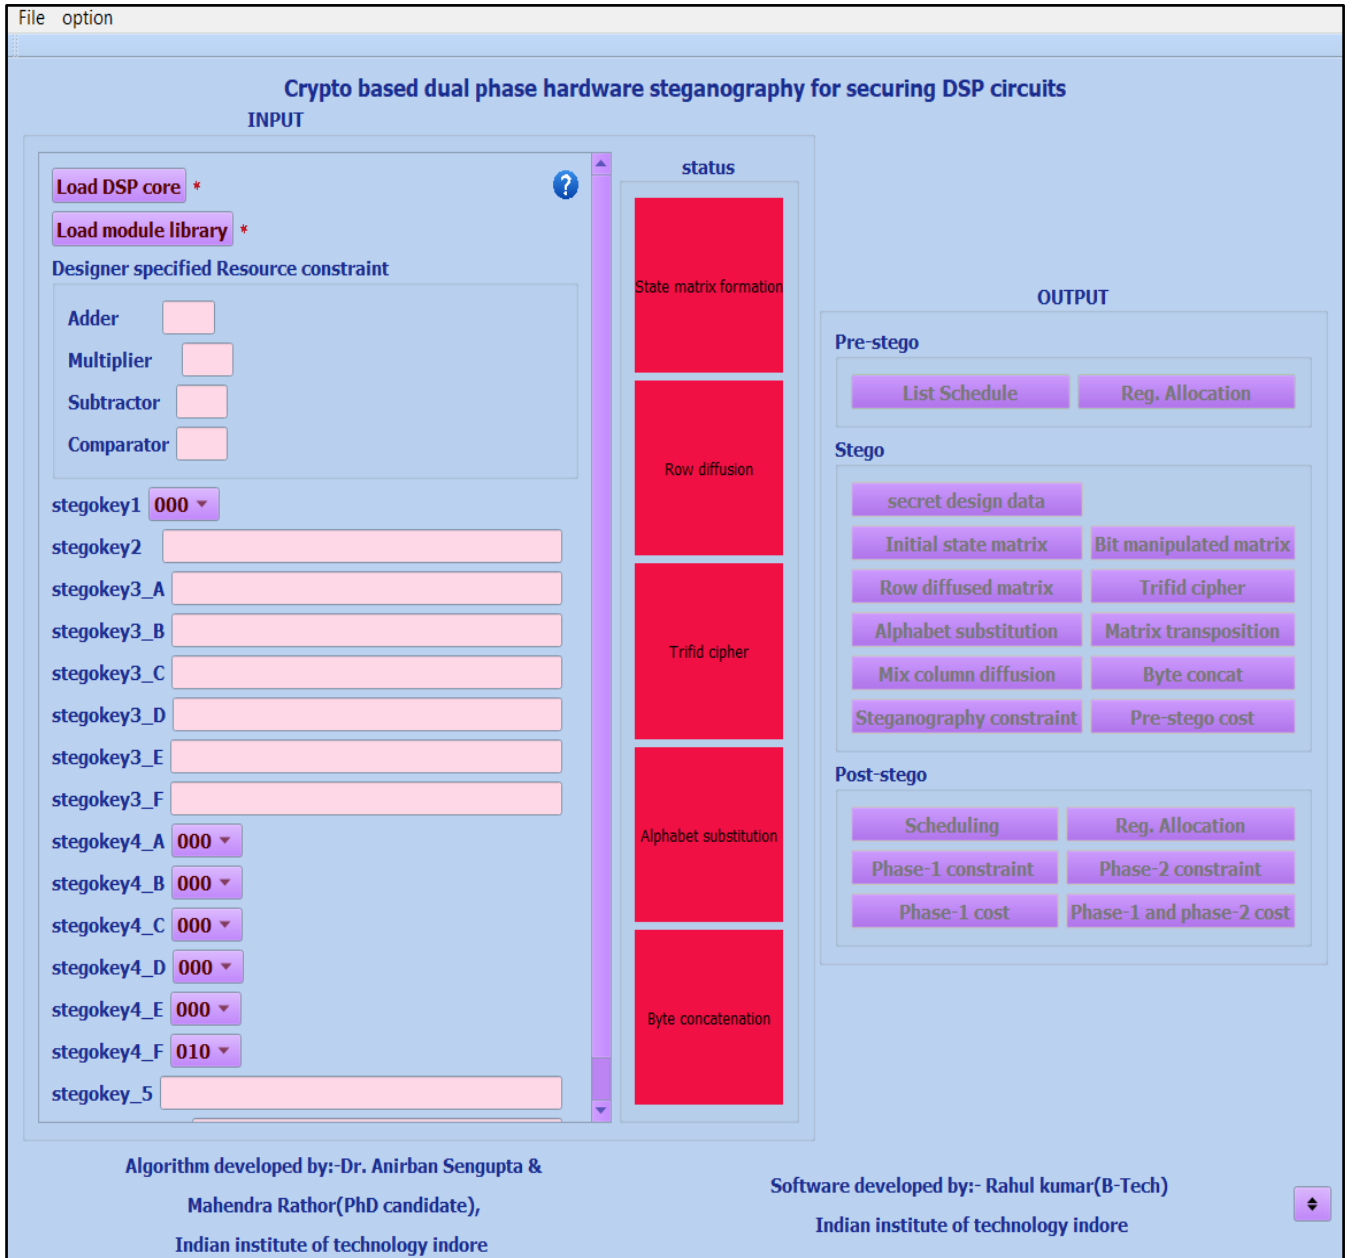 File option
Crypto based dual phase hardware steganography for securing DSP circuits
INPUT
Load DSP core *
?
Load module library *
Designer specified Resource constraint
Adder
Multiplier
Subtractor
Comparator
stegokey1 000
stegokey2
stegokey3_A
stegokey3_B
stegokey3_C
stegokey3_D
stegokey3_E
stegokey3_F
stegokey4_A 000
stegokey4_B 000
stegokey4_C 000
stegokey4_D 000
stegokey4_E 000
stegokey4_F 010
stegokey_5
status
State matrix formation
Row diffusion
Trifid cipher
Alphabet substitution
Byte concatenation
OUTPUT
Pre-stego
List Schedule Reg. Allocation
Stego
secret design data
Initial state matrix Bit manipulated matrix
Row diffused matrix Trifid cipher
Alphabet substitution Matrix transposition
Mix column diffusion Byte concat
Steganography constraint Pre-stego cost
Post-stego
Scheduling Reg. Allocation
Phase-1 constraint Phase-2 constraint
Phase-1 cost Phase-1 and phase-2 cost
Algorithm developed by:-Dr. Anirban Sengupta &
Mahendra Rathor(PhD candidate),
Indian institute of technology indore
Software developed by:- Rahul kumar(B-Tech)
Indian institute of technology indore